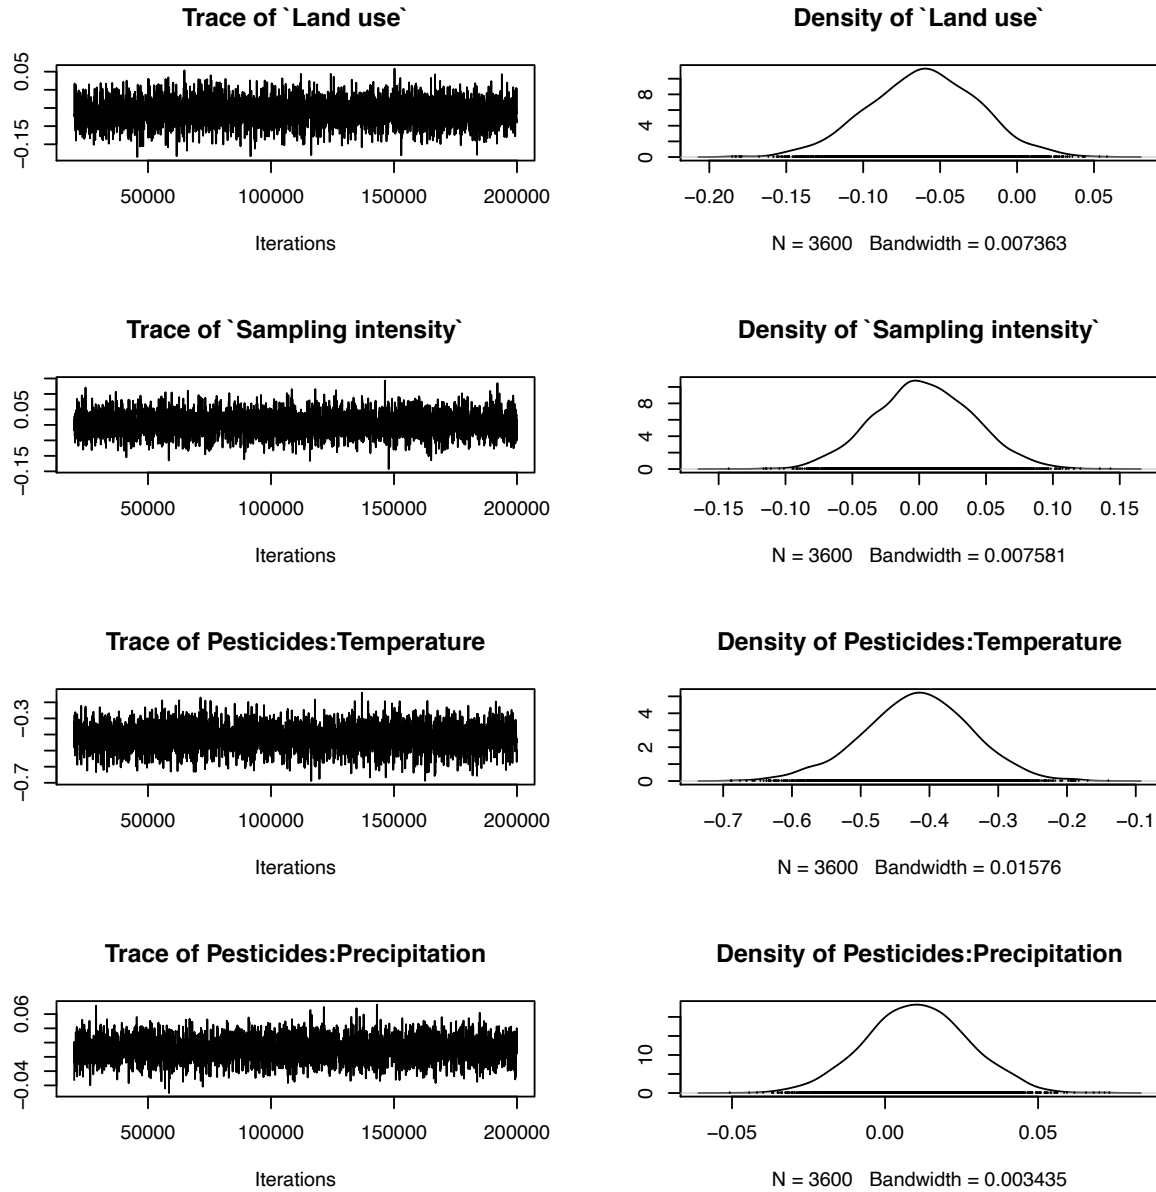 Trace of `Land use`
0.05
−0.15
50000 100000 150000 200000
Iterations
Density of `Land use`
8
4
0
−0.20 −0.15 −0.10 −0.05 0.00 0.05
N = 3600 Bandwidth = 0.007363
Trace of `Sampling intensity`
0.05
−0.15
50000 100000 150000 200000
Iterations
Density of `Sampling intensity`
8
4
0
−0.15 −0.10 −0.05 0.00 0.05 0.10 0.15
N = 3600 Bandwidth = 0.007581
Trace of Pesticides:Temperature
−0.3
−0.7
50000 100000 150000 200000
Iterations
Density of Pesticides:Temperature
4
2
0
−0.7 −0.6 −0.5 −0.4 −0.3 −0.2 −0.1
N = 3600 Bandwidth = 0.01576
Trace of Pesticides:Precipitation
0.06
−0.04
50000 100000 150000 200000
Iterations
Density of Pesticides:Precipitation
10
0
−0.05 0.00 0.05
N = 3600 Bandwidth = 0.003435